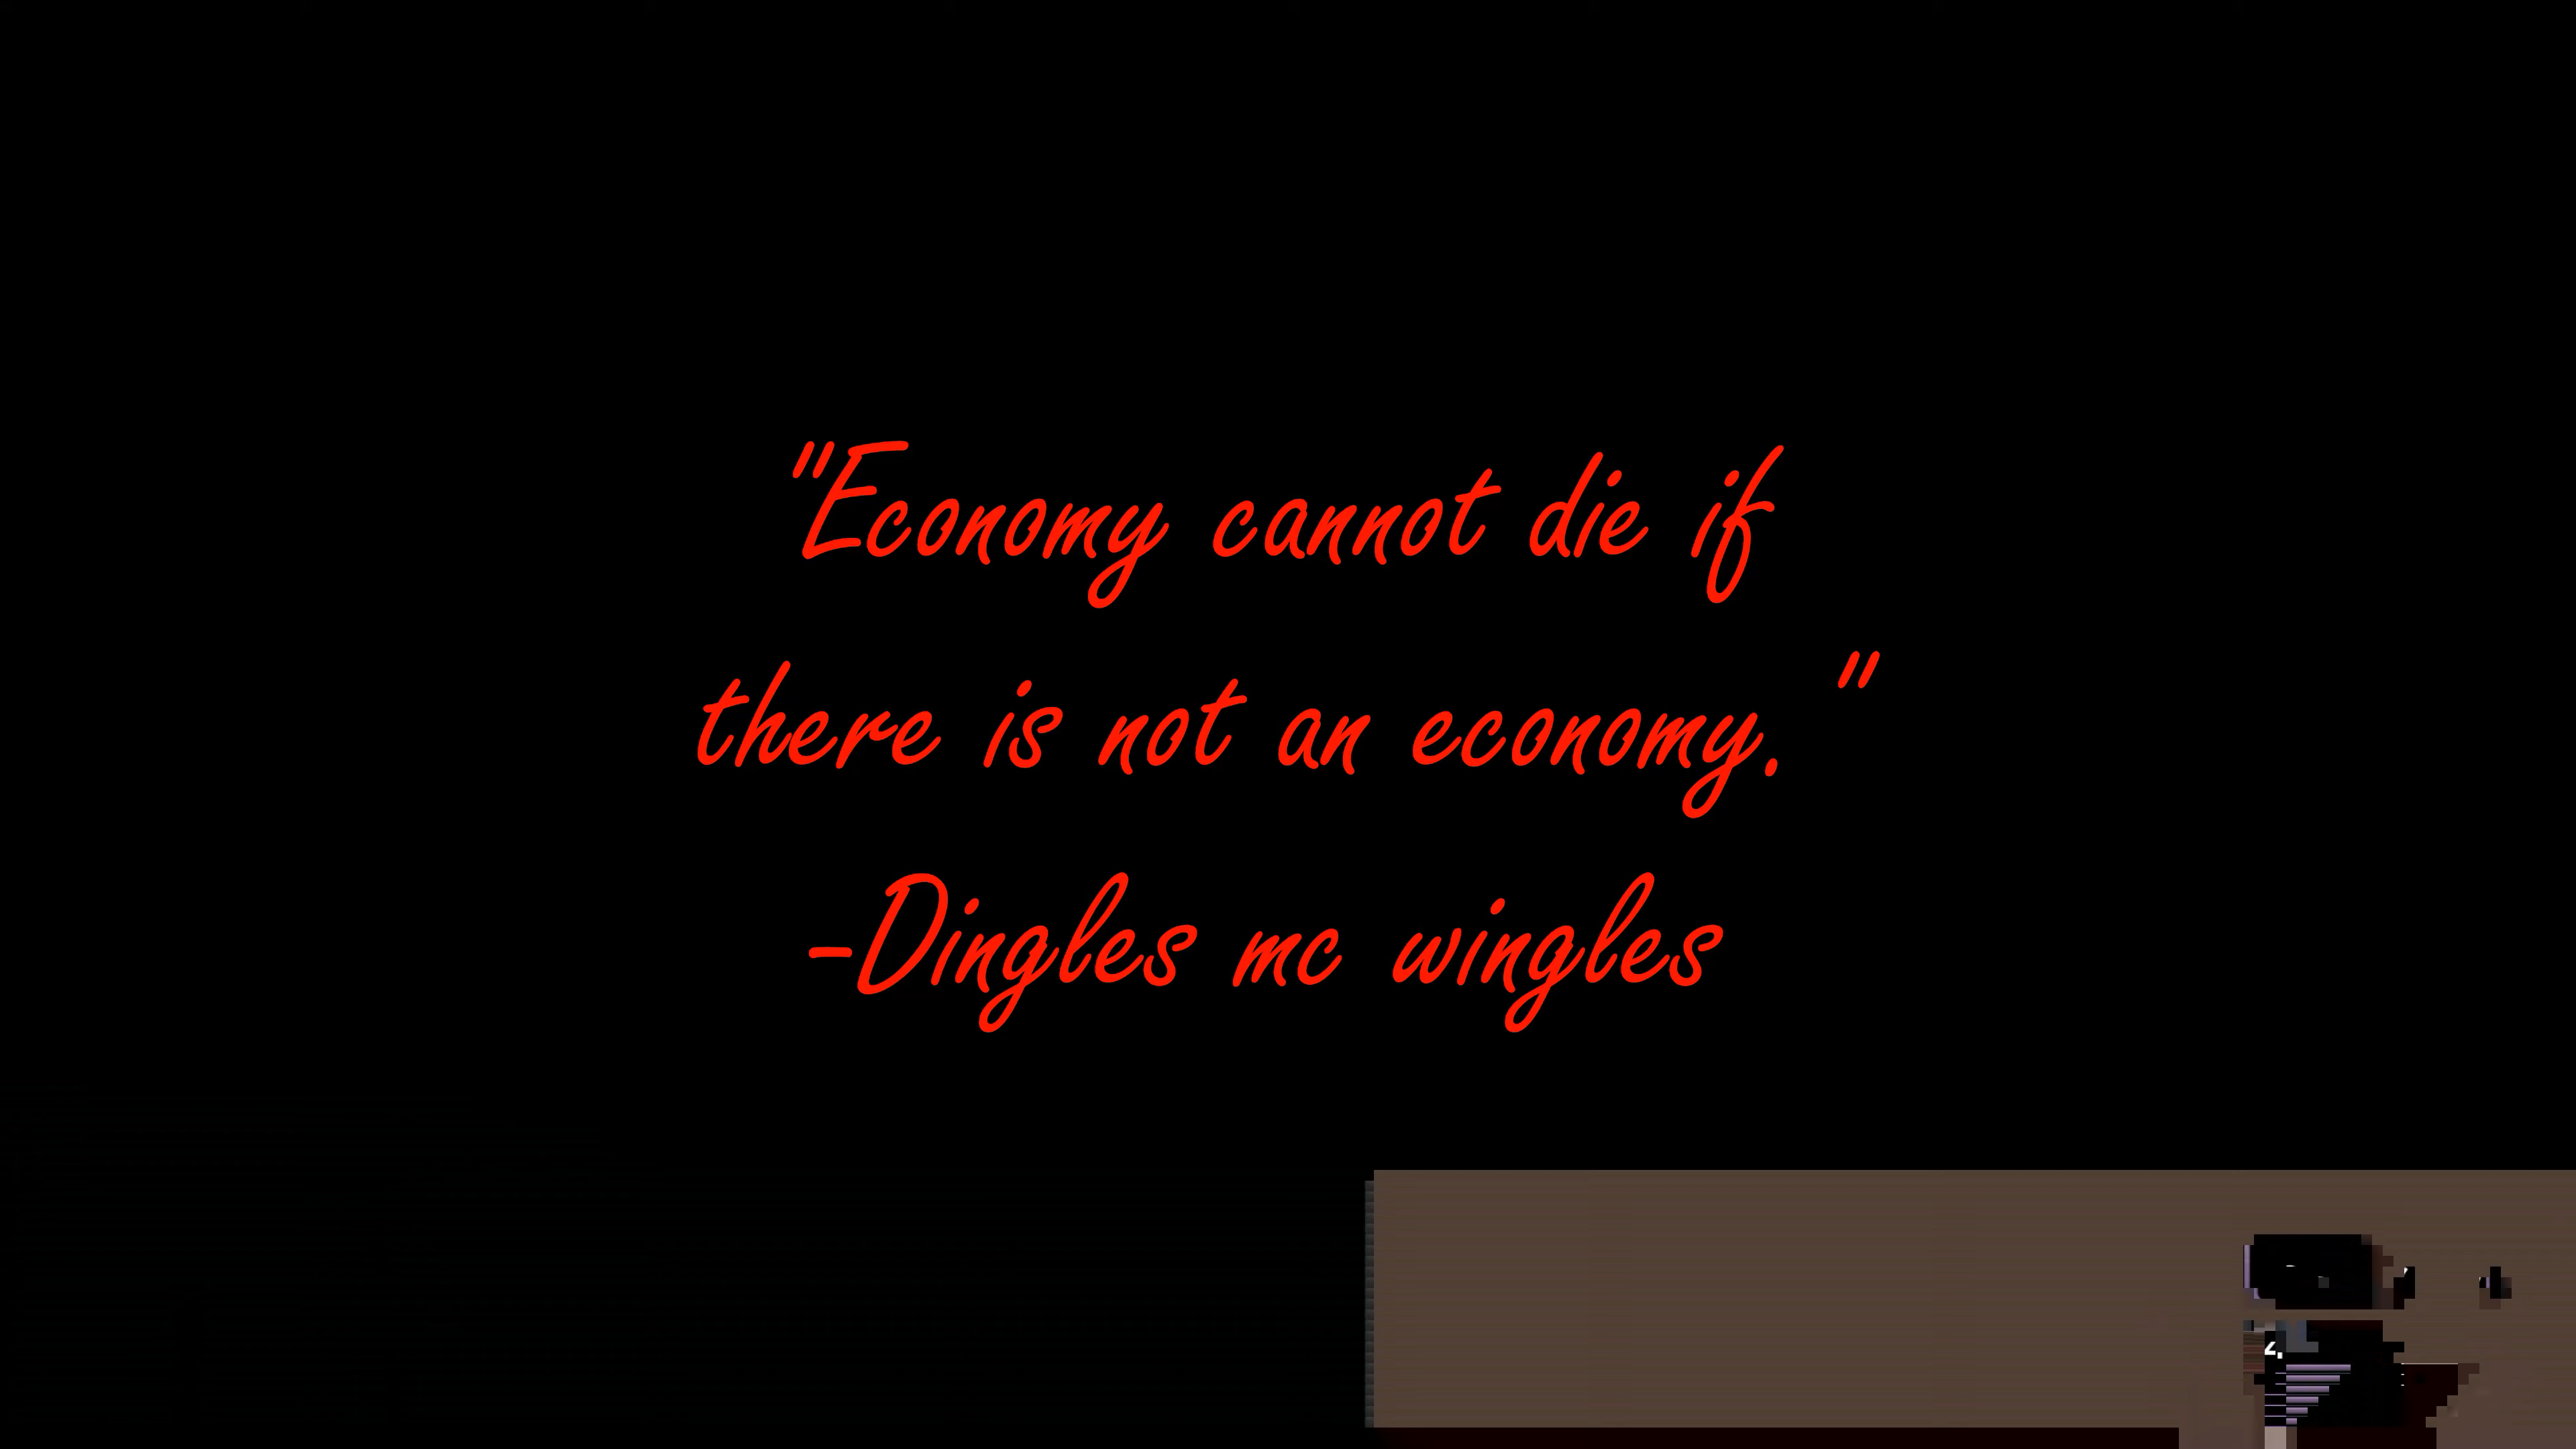 "Economy cannot die if
there is not an economy."
-Dingles mc wingles